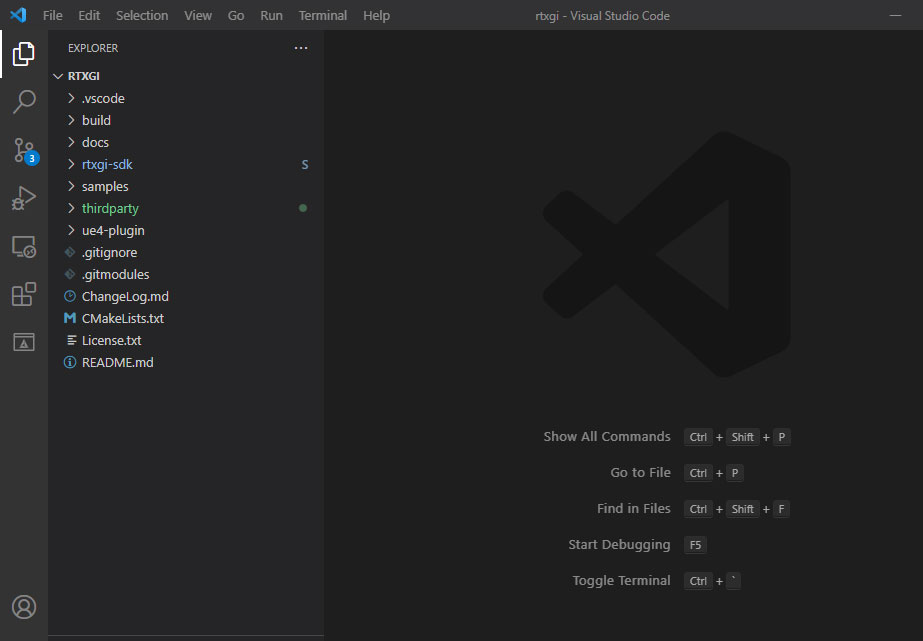 File Edit Selection View Go Run Terminal Help rtxgi - Visual Studio Code
EXPLORER
RTXGI
.vscode
build
docs
rtxgi-sdk S
samples
thirdparty
ue4-plugin
.gitignore
.gitmodules
ChangeLog.md
CMakeLists.txt
License.txt
README.md
3
Show All Commands Ctrl + Shift + P
Go to File Ctrl + P
Find in Files Ctrl + Shift + F
Start Debugging F5
Toggle Terminal Ctrl + `